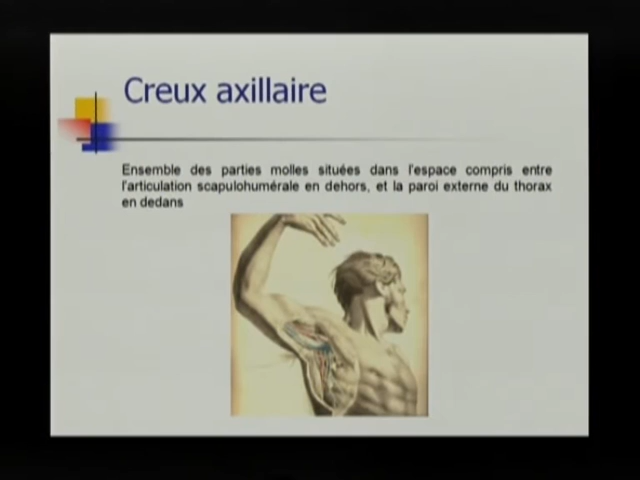 Creux axillaire
Ensemble des parties molles situées dans l'espace compris entre
l'articulation scapulohumérale en dehors, et la paroi externe du thorax
en dedans